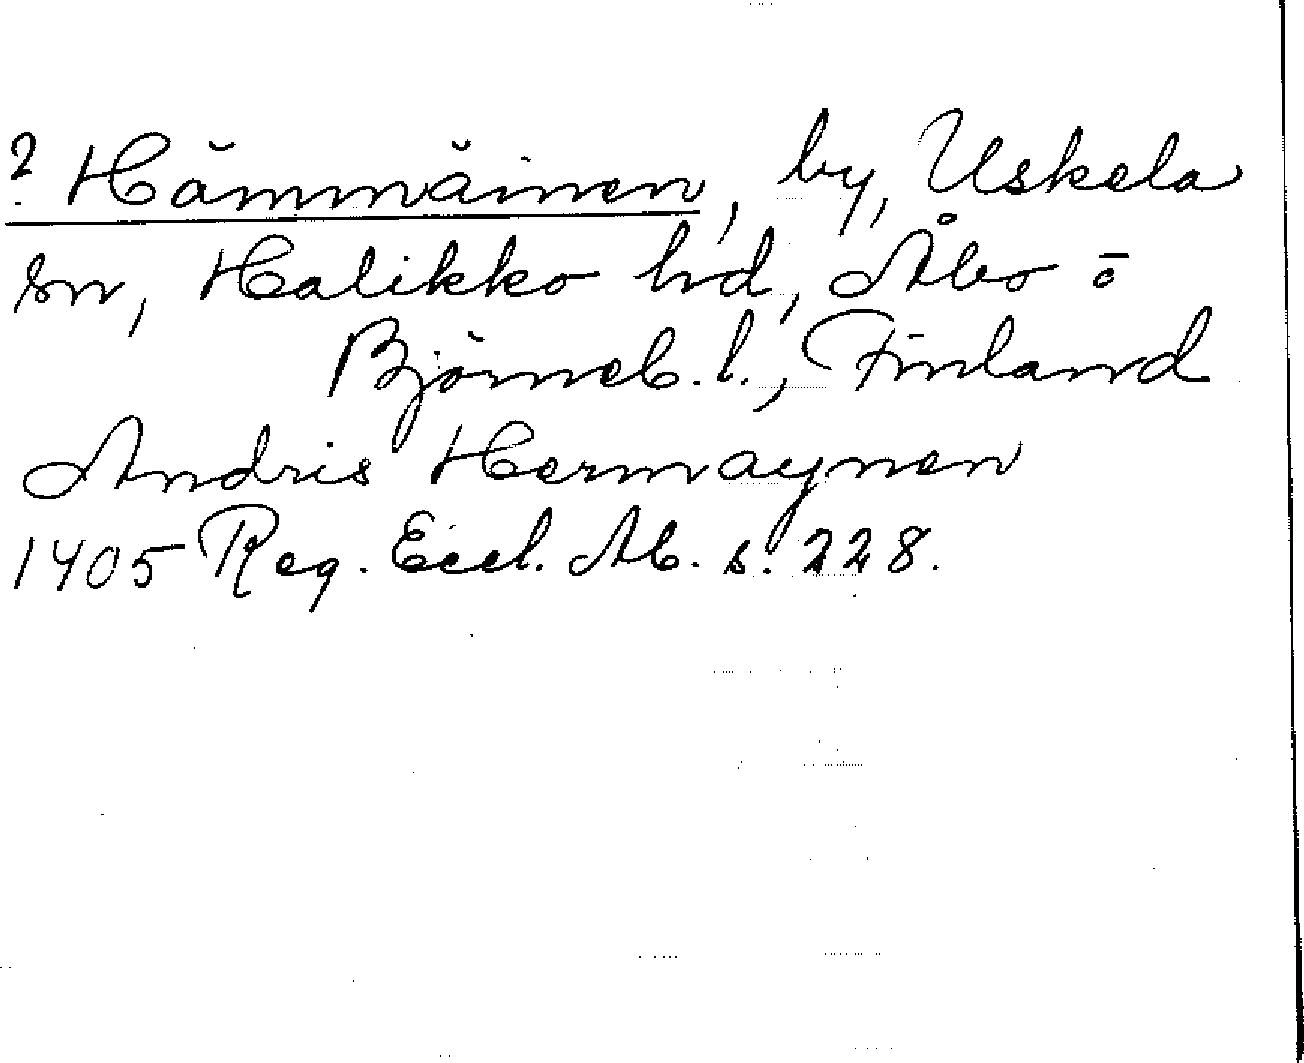 ? Hämmäinen, by, Uskela
sn, Halikko hd, Åbo o
Björneb. l., Finland
Andris Hermaynen
1405 Reg. Eccl. Ab. s. 228.